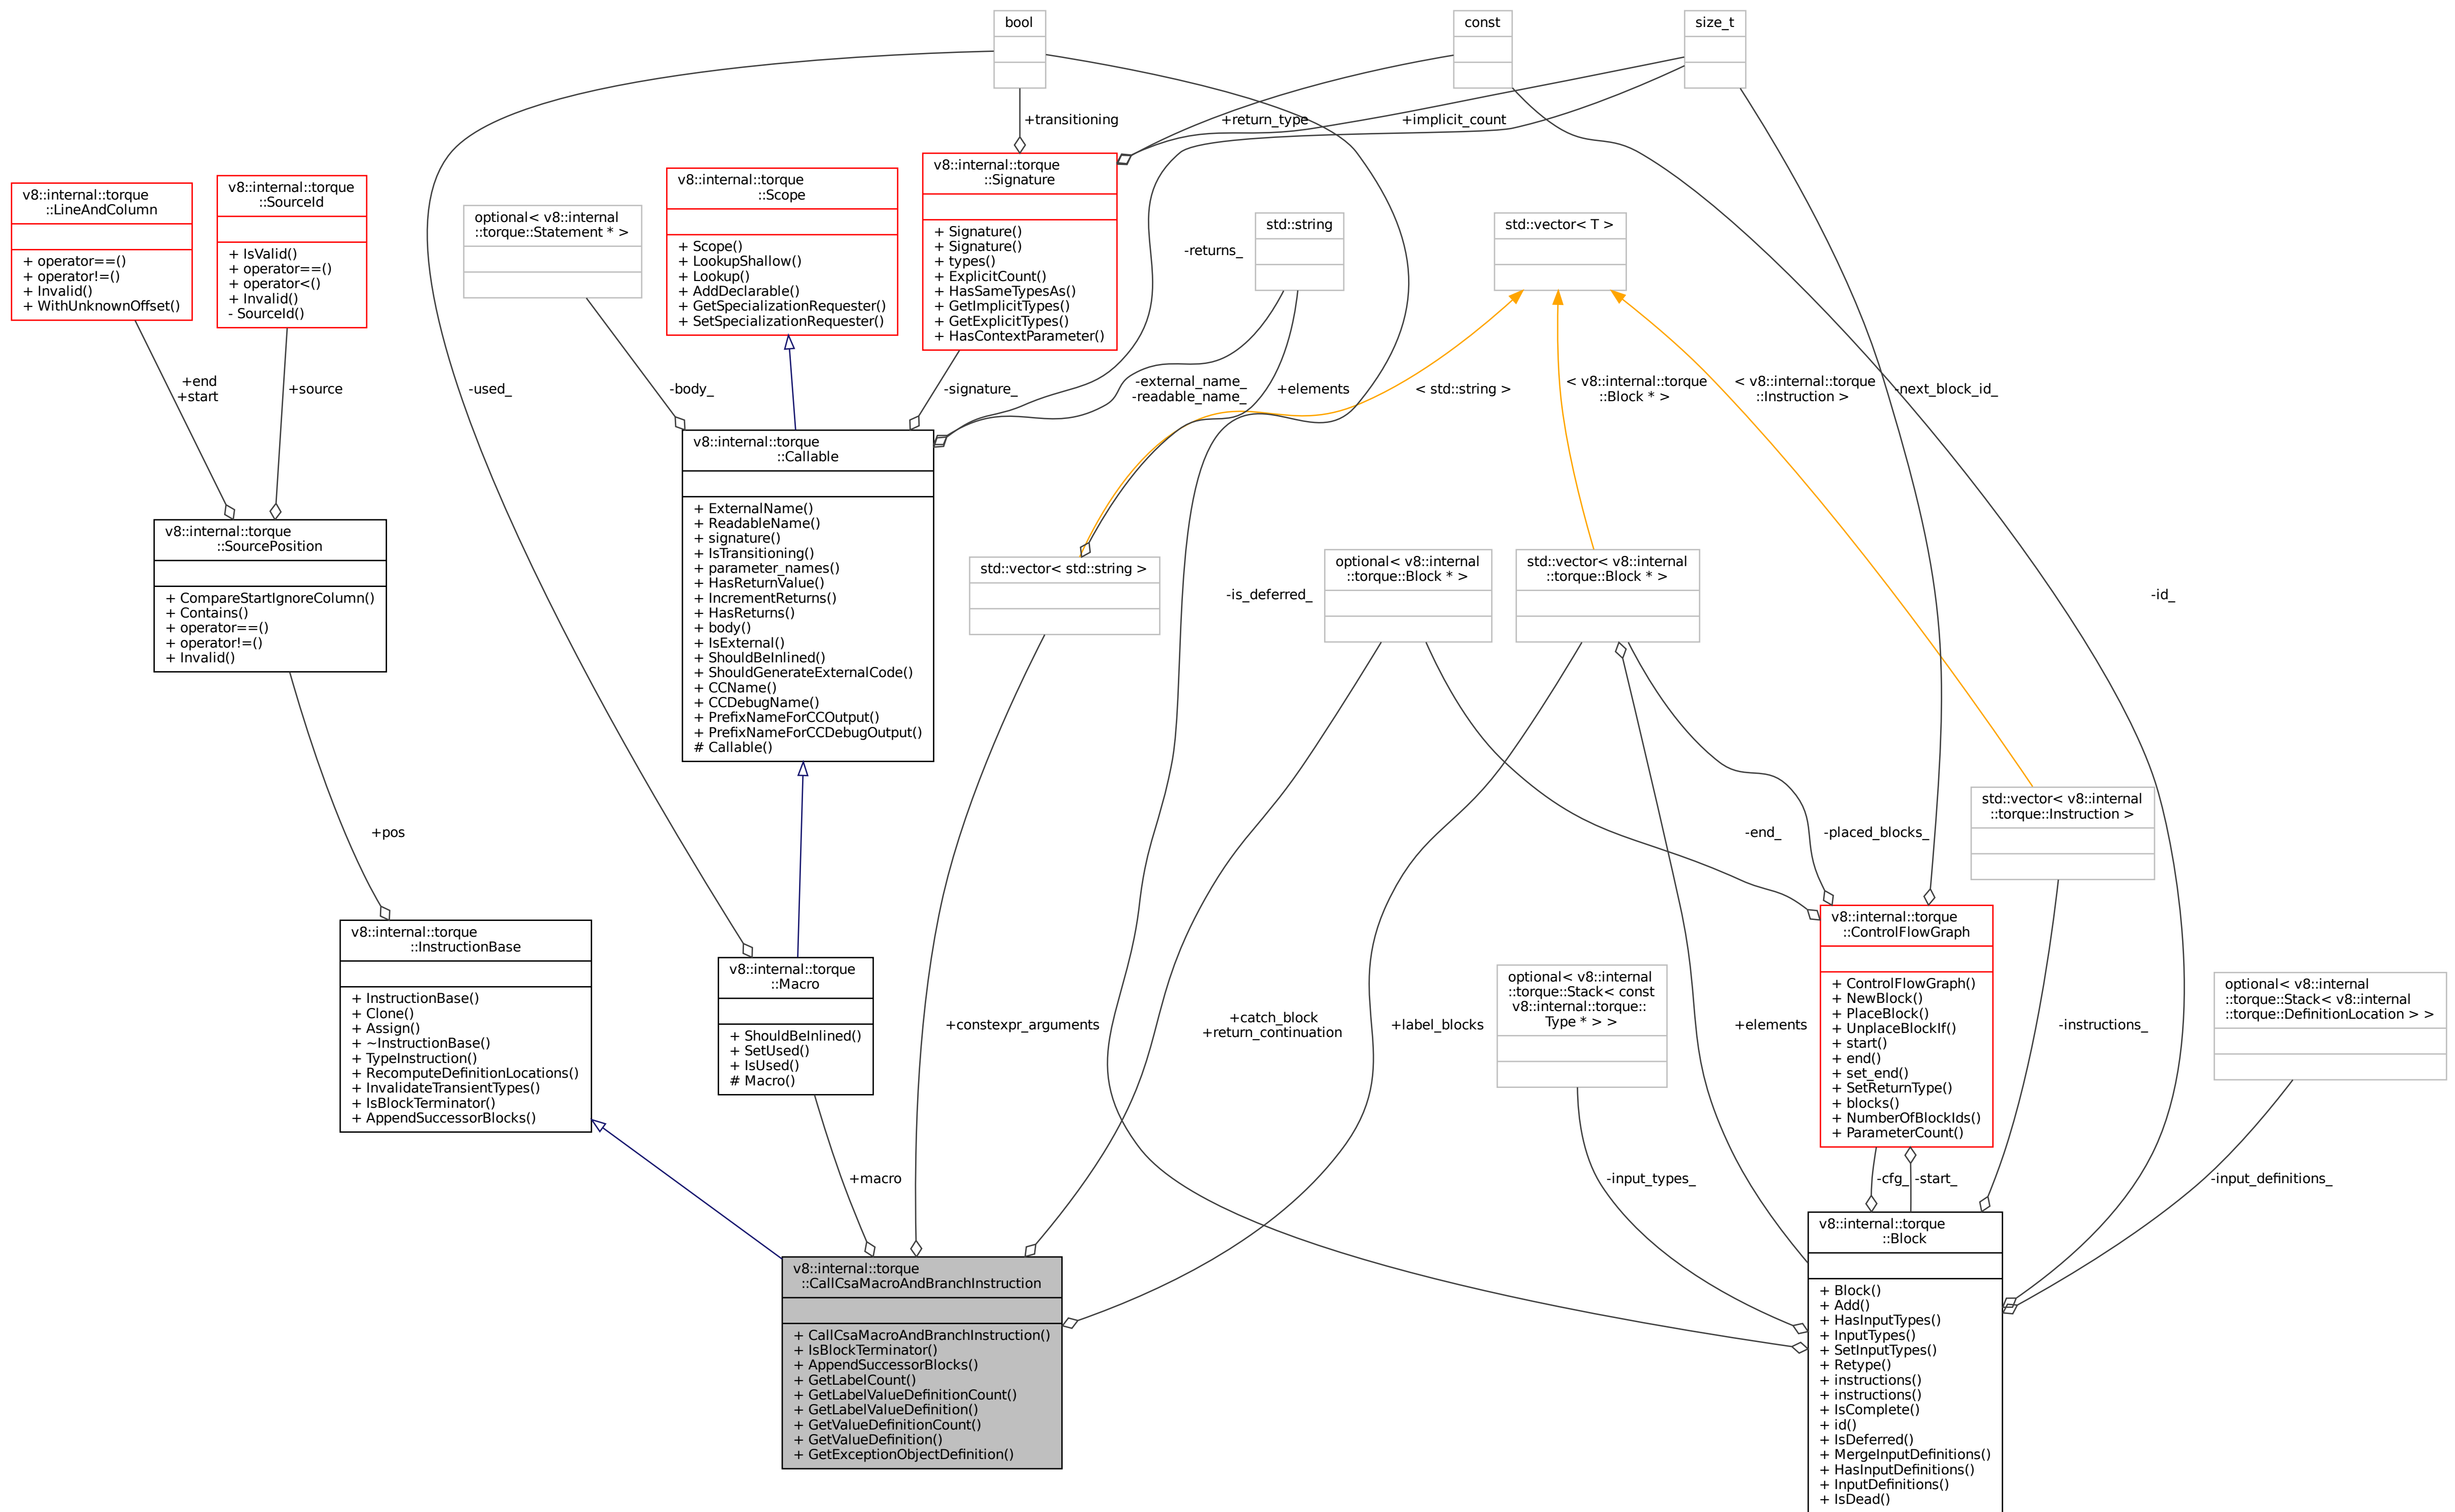 bool
const
size_t
+transitioning
+return_type
+implicit_count
v8::internal::torque
::LineAndColumn
+ operator==()
+ operator!=()
+ Invalid()
+ WithUnknownOffset()
v8::internal::torque
::SourceId
+ IsValid()
+ operator==()
+ operator<()
+ Invalid()
- SourceId()
optional< v8::internal
::torque::Statement * >
v8::internal::torque
::Scope
+ Scope()
+ LookupShallow()
+ Lookup()
+ AddDeclarable()
+ GetSpecializationRequester()
+ SetSpecializationRequester()
v8::internal::torque
::Signature
+ Signature()
+ Signature()
+ types()
+ ExplicitCount()
+ HasSameTypesAs()
+ GetImplicitTypes()
+ GetExplicitTypes()
+ HasContextParameter()
-returns_
std::string
std::vector< T >
+end
+start
+source
-used_
-body_
-signature_
-external_name_
-readable_name_
+elements
< std::string >
< v8::internal::torque
::Block * >
< v8::internal::torque
::Instruction >
-next_block_id_
v8::internal::torque
::SourcePosition
+ CompareStartIgnoreColumn()
+ Contains()
+ operator==()
+ operator!=()
+ Invalid()
v8::internal::torque
::Callable
+ ExternalName()
+ ReadableName()
+ signature()
+ IsTransitioning()
+ parameter_names()
+ HasReturnValue()
+ IncrementReturns()
+ HasReturns()
+ body()
+ IsExternal()
+ ShouldBeInlined()
+ ShouldGenerateExternalCode()
+ CCName()
+ CCDebugName()
+ PrefixNameForCCOutput()
+ PrefixNameForCCDebugOutput()
# Callable()
std::vector< std::string >
-is_deferred_
optional< v8::internal
::torque::Block * >
std::vector< v8::internal
::torque::Block * >
-id_
+pos
-end_
-placed_blocks_
std::vector< v8::internal
::torque::Instruction >
v8::internal::torque
::InstructionBase
+ InstructionBase()
+ Clone()
+ Assign()
+ ~InstructionBase()
+ TypeInstruction()
+ RecomputeDefinitionLocations()
+ InvalidateTransientTypes()
+ IsBlockTerminator()
+ AppendSuccessorBlocks()
v8::internal::torque
::Macro
+ ShouldBeInlined()
+ SetUsed()
+ IsUsed()
# Macro()
+constexpr_arguments
+catch_block
+return_continuation
+label_blocks
optional< v8::internal
::torque::Stack< const
v8::internal::torque::
Type * > >
+elements
v8::internal::torque
::ControlFlowGraph
+ ControlFlowGraph()
+ NewBlock()
+ PlaceBlock()
+ UnplaceBlockIf()
+ start()
+ end()
+ set_end()
+ SetReturnType()
+ blocks()
+ NumberOfBlockIds()
+ ParameterCount()
-instructions_
optional< v8::internal
::torque::Stack< v8::internal
::torque::DefinitionLocation > >
+macro
-input_types_
-cfg_
-start_
-input_definitions_
v8::internal::torque
::CallCsaMacroAndBranchInstruction
+ CallCsaMacroAndBranchInstruction()
+ IsBlockTerminator()
+ AppendSuccessorBlocks()
+ GetLabelCount()
+ GetLabelValueDefinitionCount()
+ GetLabelValueDefinition()
+ GetValueDefinitionCount()
+ GetValueDefinition()
+ GetExceptionObjectDefinition()
v8::internal::torque
::Block
+ Block()
+ Add()
+ HasInputTypes()
+ InputTypes()
+ SetInputTypes()
+ Retype()
+ instructions()
+ instructions()
+ IsComplete()
+ id()
+ IsDeferred()
+ MergeInputDefinitions()
+ HasInputDefinitions()
+ InputDefinitions()
+ IsDead()